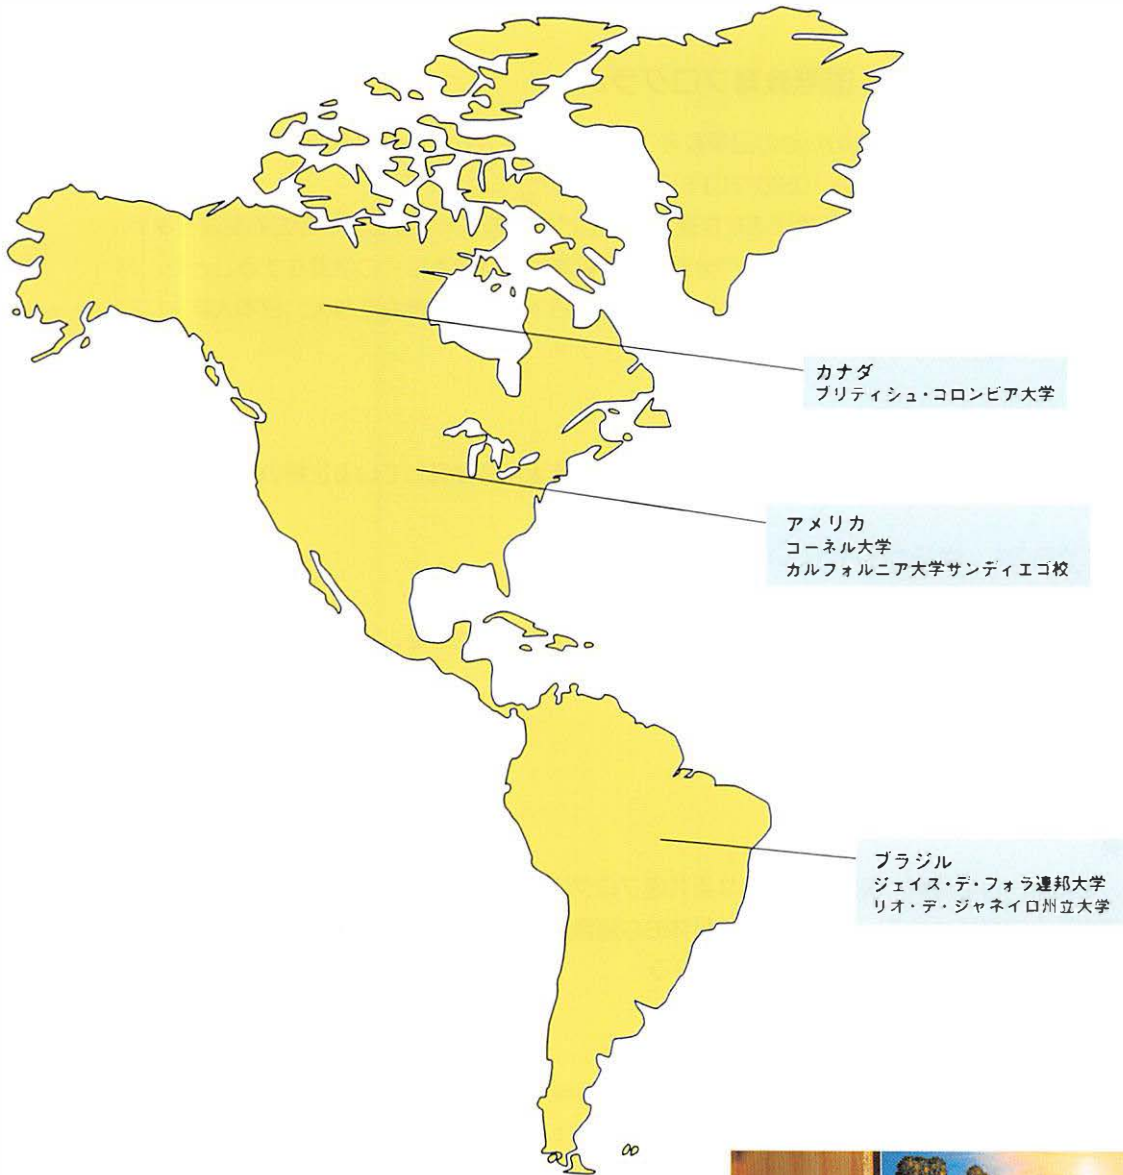 カナダ
ブリティシュ・コロンビア大学
アメリカ
コーネル大学
カルフォルニア大学サンディエゴ校
ブラジル
ジェイス・デ・フォラ連邦大学
リオ・デ・ジャネイロ州立大学